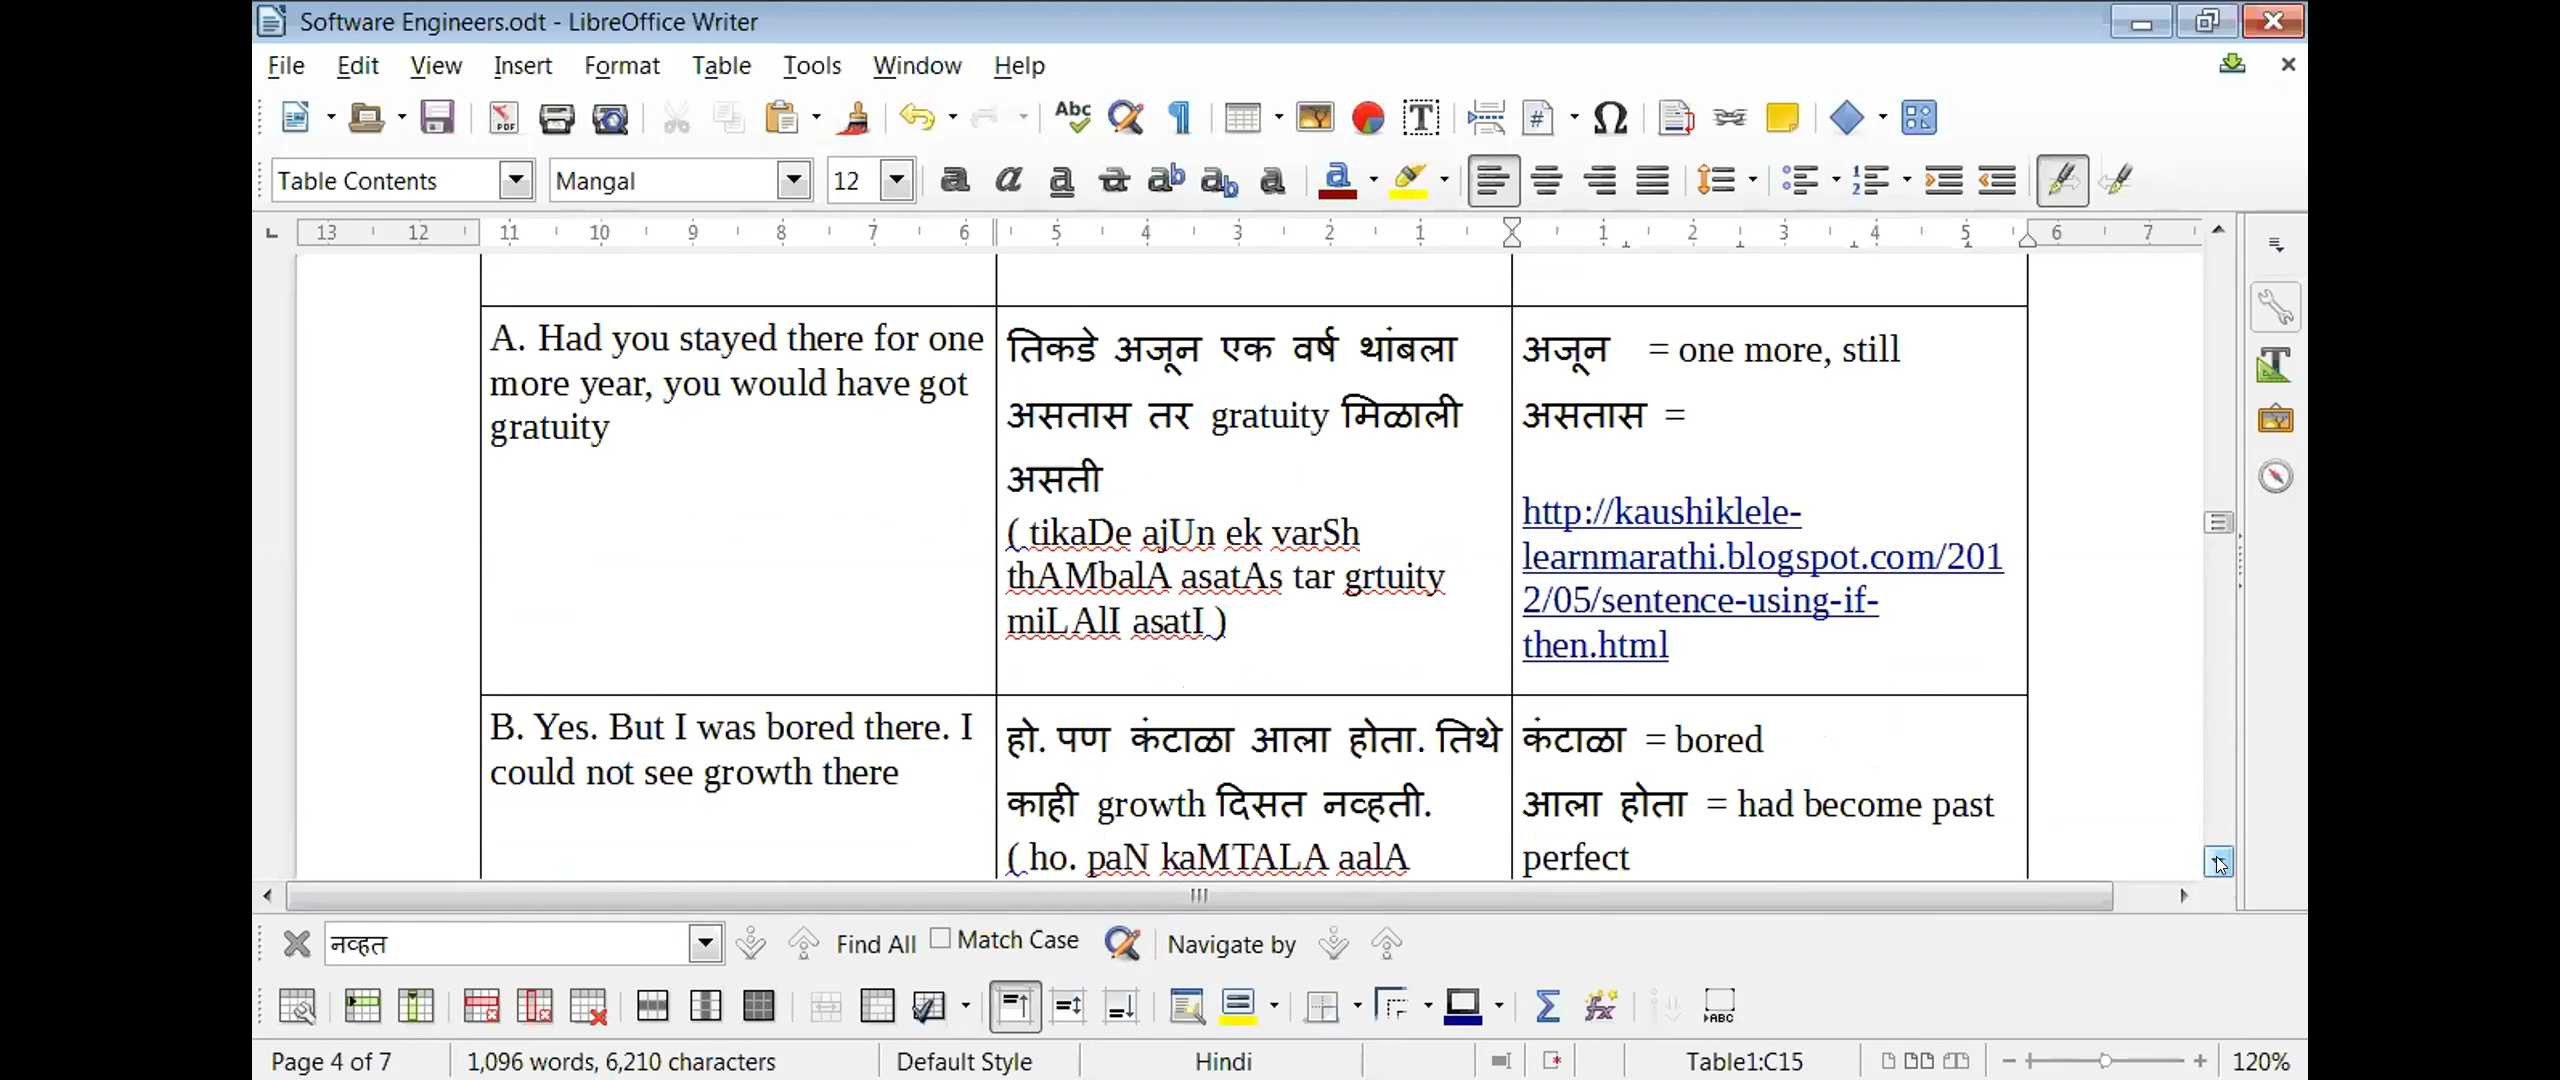 Software Engineers.odt - LibreOffice Writer
File Edit View Insert Format Table Tools Window Help
Table Contents Mangal 12
13 12 11 10 9 8 7 6 5 4 3 2 1 1 2 3 4 5 6 7
A. Had you stayed there for one
more year, you would have got
gratuity
तिकडे अजून एक वर्ष थांबला
असतास तर gratuity मिळाली
असती
( tikaDe ajUn ek varSh
thAMbalA asatAs tar grtuity
miLAlI asatI )
अजून = one more, still
असतास =
http://kaushiklele-
learnmarathi.blogspot.com/201
2/05/sentence-using-if-
then.html
B. Yes. But I was bored there. I
could not see growth there
हो. पण कंटाळा आला होता. तिथे
काही growth दिसत नव्हती.
( ho. paN kaMTALA aalA
कंटाळा = bored
आला होता = had become past
perfect
नव्हत Find All Match Case Navigate by
Page 4 of 7 1,096 words, 6,210 characters Default Style Hindi Table1:C15 120%